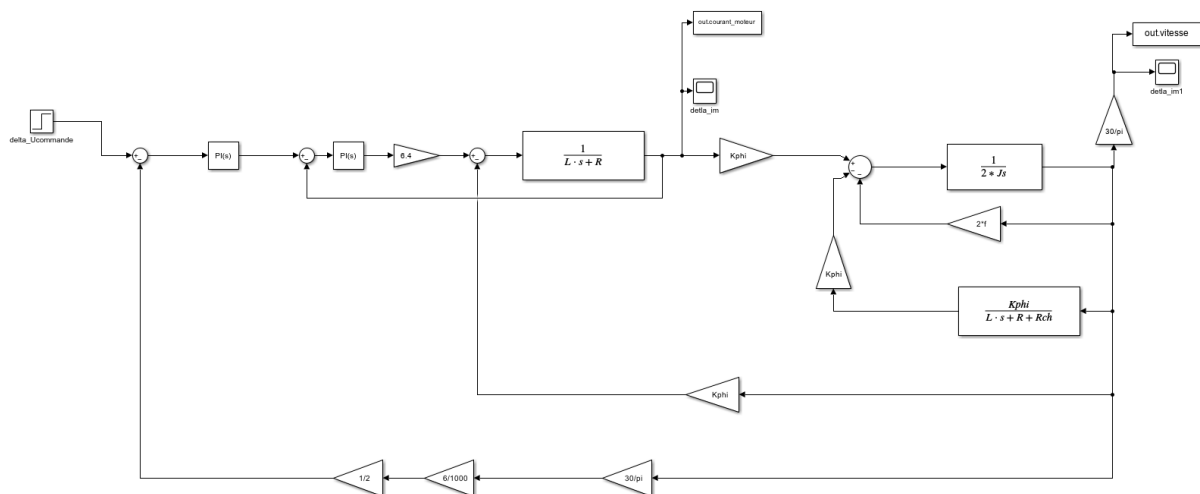 out.courant_moteur
out.vitesse
detla_im
detla_im1
30/pi
delta_Ucommande
+
−
PI(s)
+
−
PI(s)
6.4
+
−
1
L · s + R
Kphi
+
−
−
1
2 * Js
2*f
Kphi
Kphi
L · s + R + Rch
Kphi
1/2
6/1000
30/pi